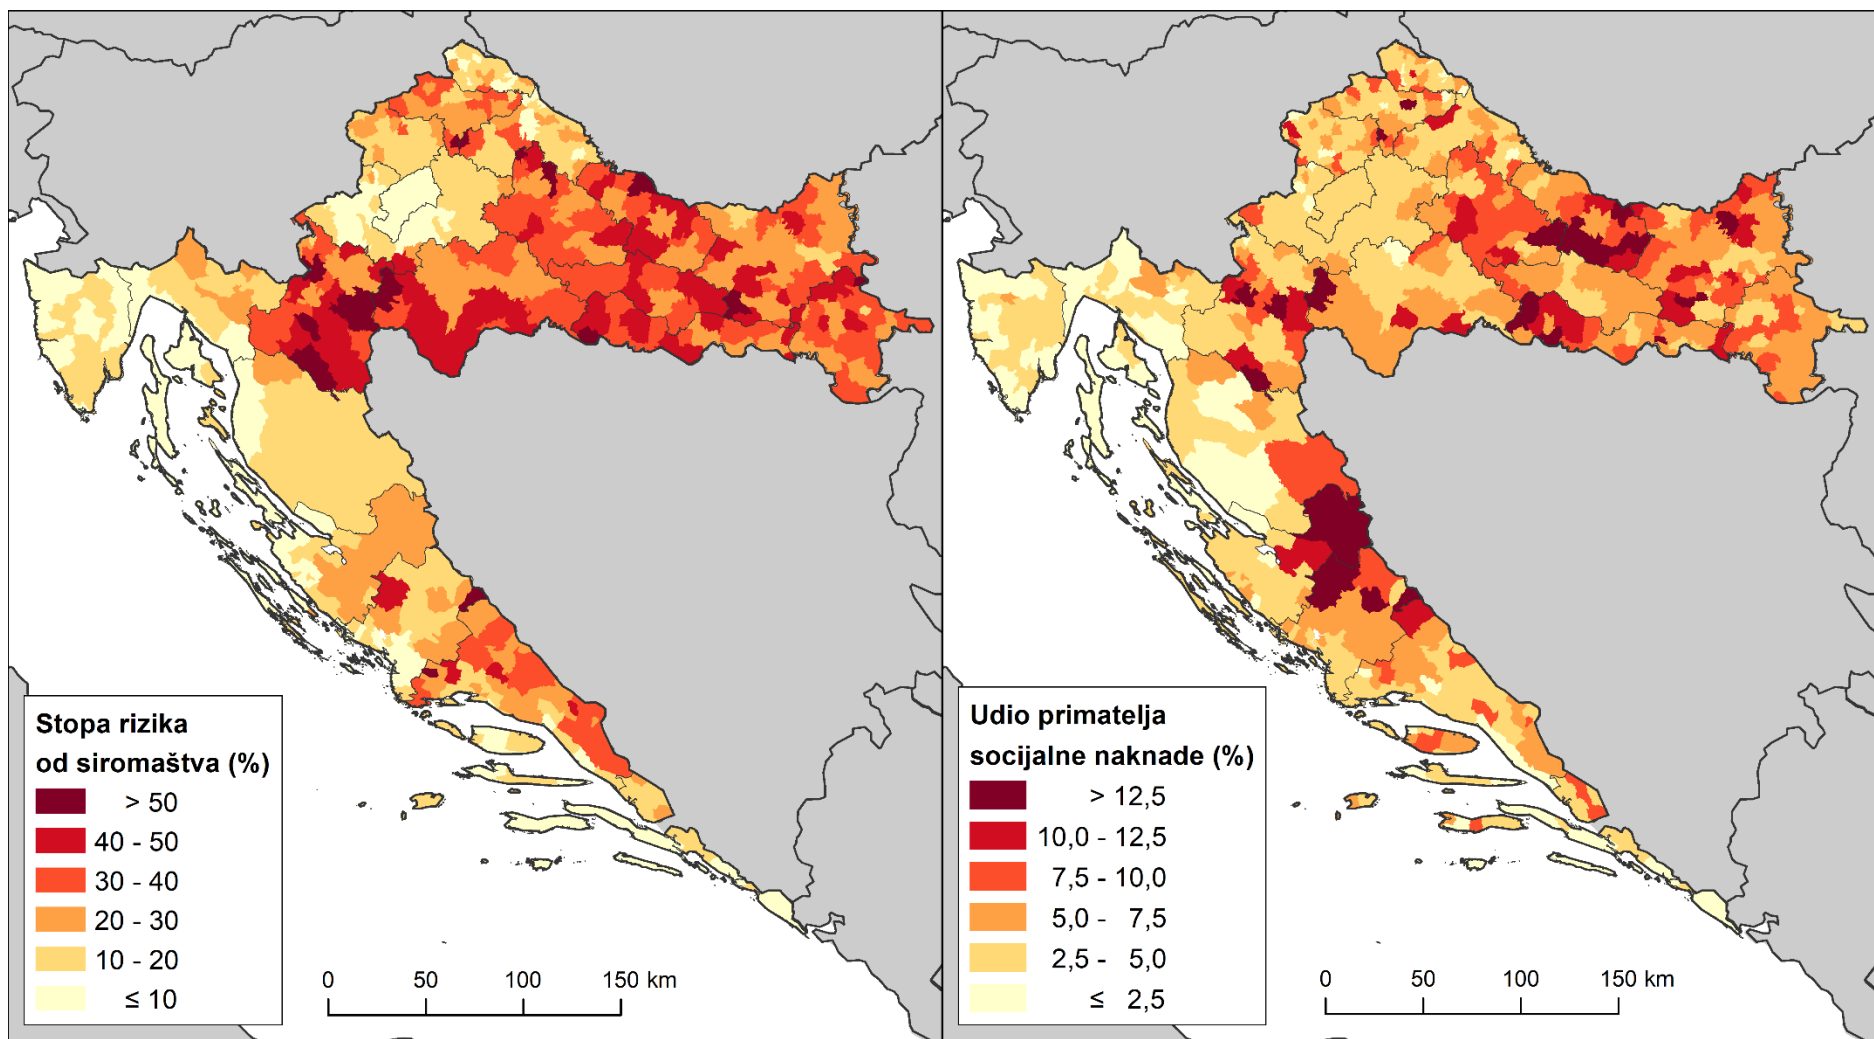 Stopa rizika
od siromaštva (%)
> 50
40 - 50
30 - 40
20 - 30
10 - 20
≤ 10
0 50 100 150 km
Udio primatelja
socijalne naknade (%)
> 12,5
10,0 - 12,5
7,5 - 10,0
5,0 - 7,5
2,5 - 5,0
≤ 2,5
0 50 100 150 km